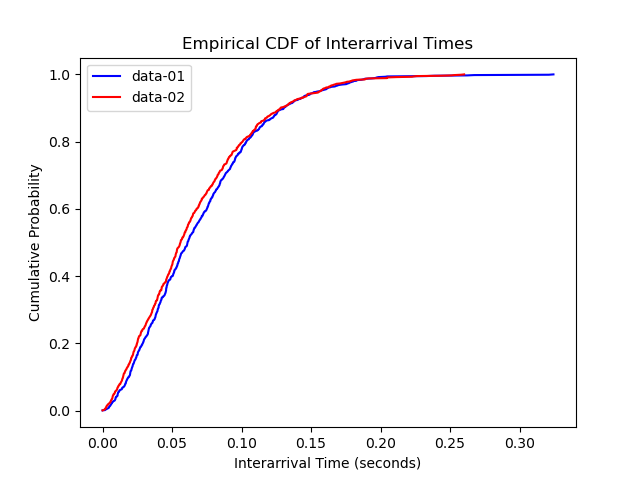 Empirical CDF of Interarrival Times
data-01
data-02
1.0
0.8
0.6
0.4
0.2
0.0
Cumulative Probability
0.00 0.05 0.10 0.15 0.20 0.25 0.30
Interarrival Time (seconds)